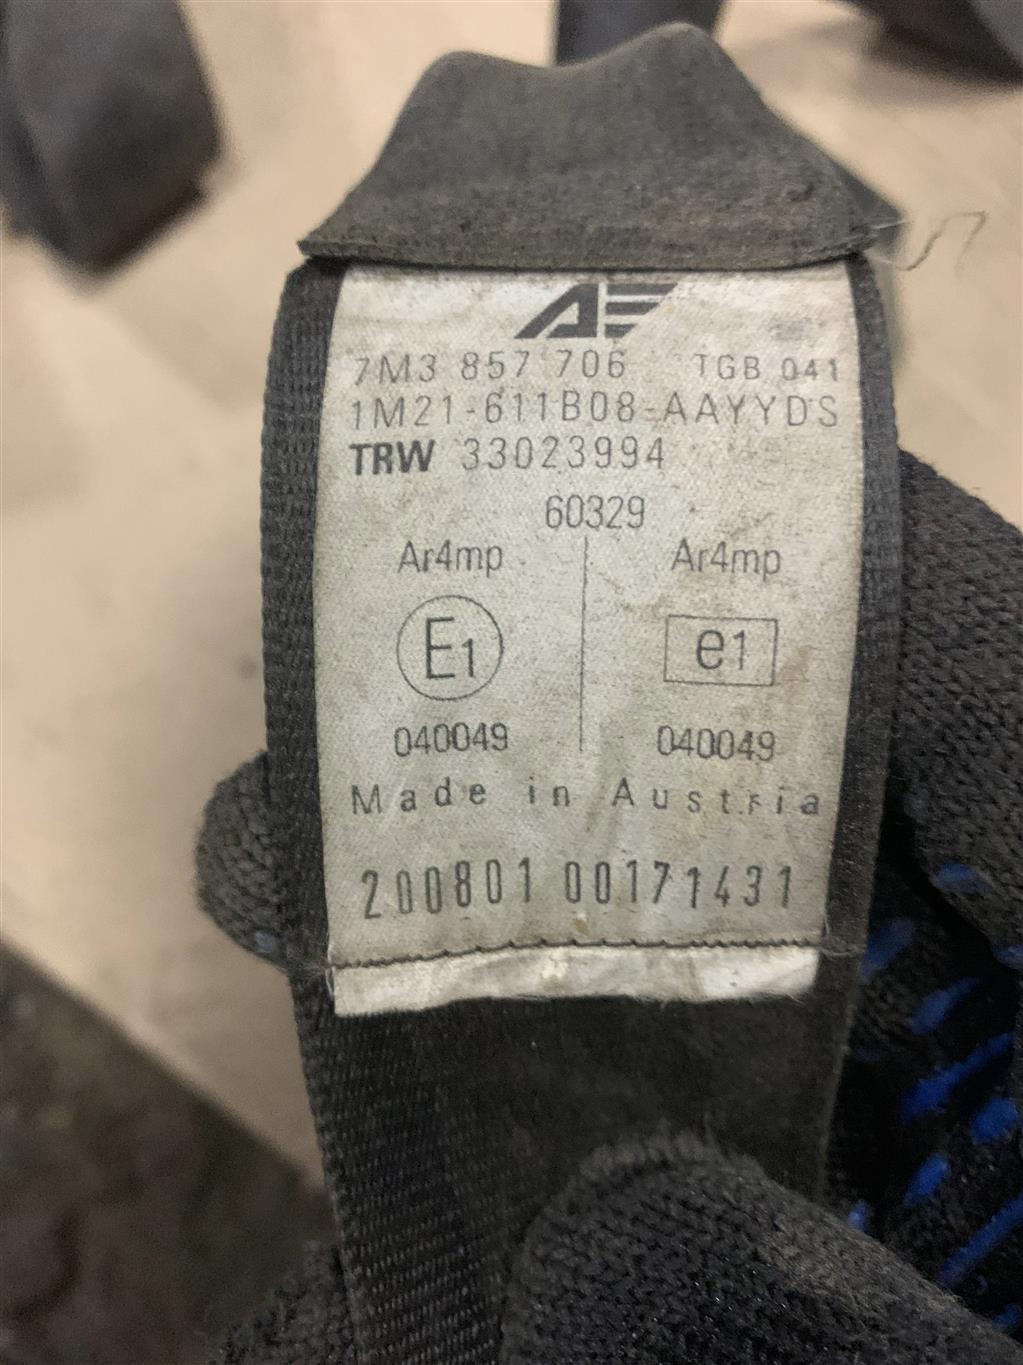 AE
7M3 857 706 TGB 041
1M21-611B08-AAYYDS
TRW 33023994
60329
Ar4mp Ar4mp
E1 e1
040049 040049
Made in Austria
200801 00171431